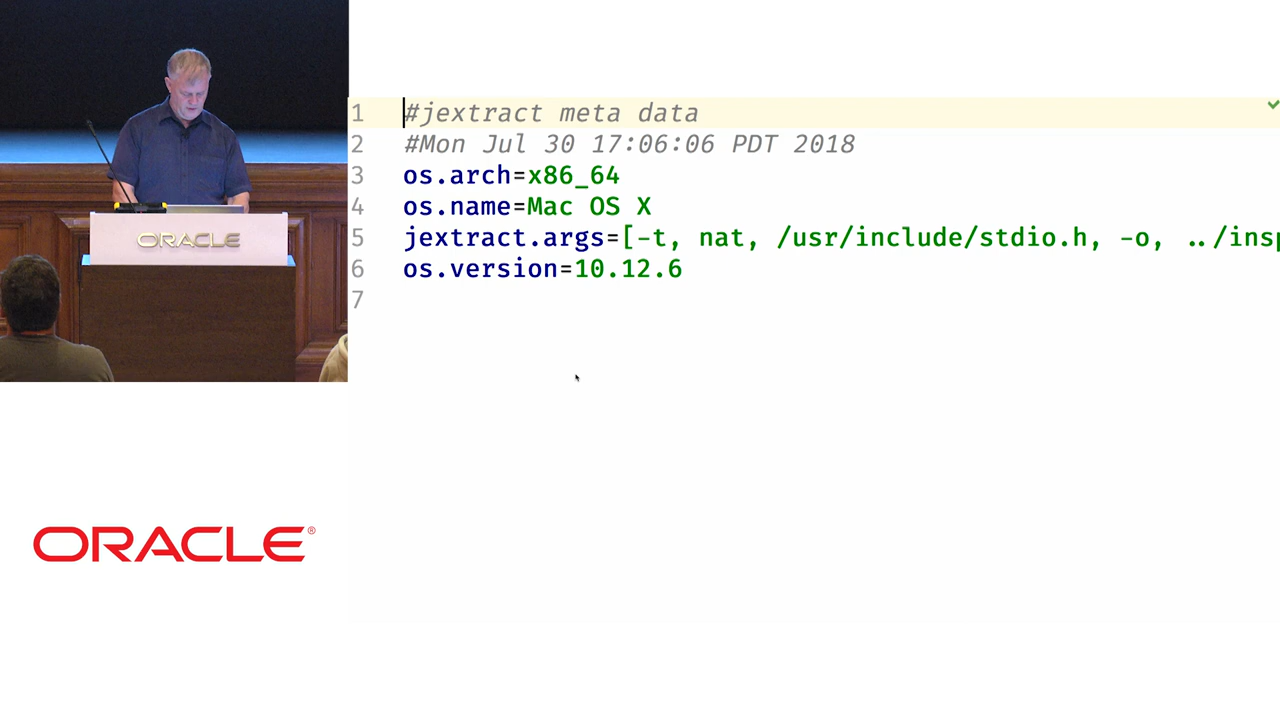 ORACLE
ORACLE®
1 #jextract meta data
2 #Mon Jul 30 17:06:06 PDT 2018
3 os.arch=x86_64
4 os.name=Mac OS X
5 jextract.args=[-t, nat, /usr/include/stdio.h, -o, ../insp
6 os.version=10.12.6
7